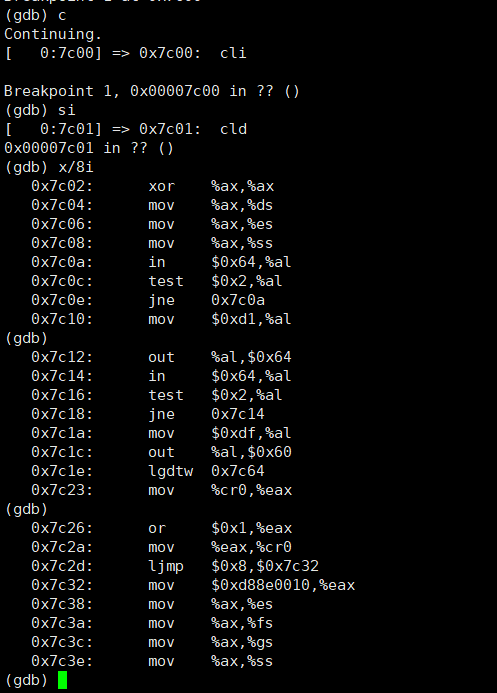 (gdb) c
Continuing.
[   0:7c00] => 0x7c00:  cli

Breakpoint 1, 0x00007c00 in ?? ()
(gdb) si
[   0:7c01] => 0x7c01:  cld
0x00007c01 in ?? ()
(gdb) x/8i
   0x7c02:      xor    %ax,%ax
   0x7c04:      mov    %ax,%ds
   0x7c06:      mov    %ax,%es
   0x7c08:      mov    %ax,%ss
   0x7c0a:      in     $0x64,%al
   0x7c0c:      test   $0x2,%al
   0x7c0e:      jne    0x7c0a
   0x7c10:      mov    $0xd1,%al
(gdb)
   0x7c12:      out    %al,$0x64
   0x7c14:      in     $0x64,%al
   0x7c16:      test   $0x2,%al
   0x7c18:      jne    0x7c14
   0x7c1a:      mov    $0xdf,%al
   0x7c1c:      out    %al,$0x60
   0x7c1e:      lgdtw  0x7c64
   0x7c23:      mov    %cr0,%eax
(gdb)
   0x7c26:      or     $0x1,%eax
   0x7c2a:      mov    %eax,%cr0
   0x7c2d:      ljmp   $0x8,$0x7c32
   0x7c32:      mov    $0xd88e0010,%eax
   0x7c38:      mov    %ax,%es
   0x7c3a:      mov    %ax,%fs
   0x7c3c:      mov    %ax,%gs
   0x7c3e:      mov    %ax,%ss
(gdb)